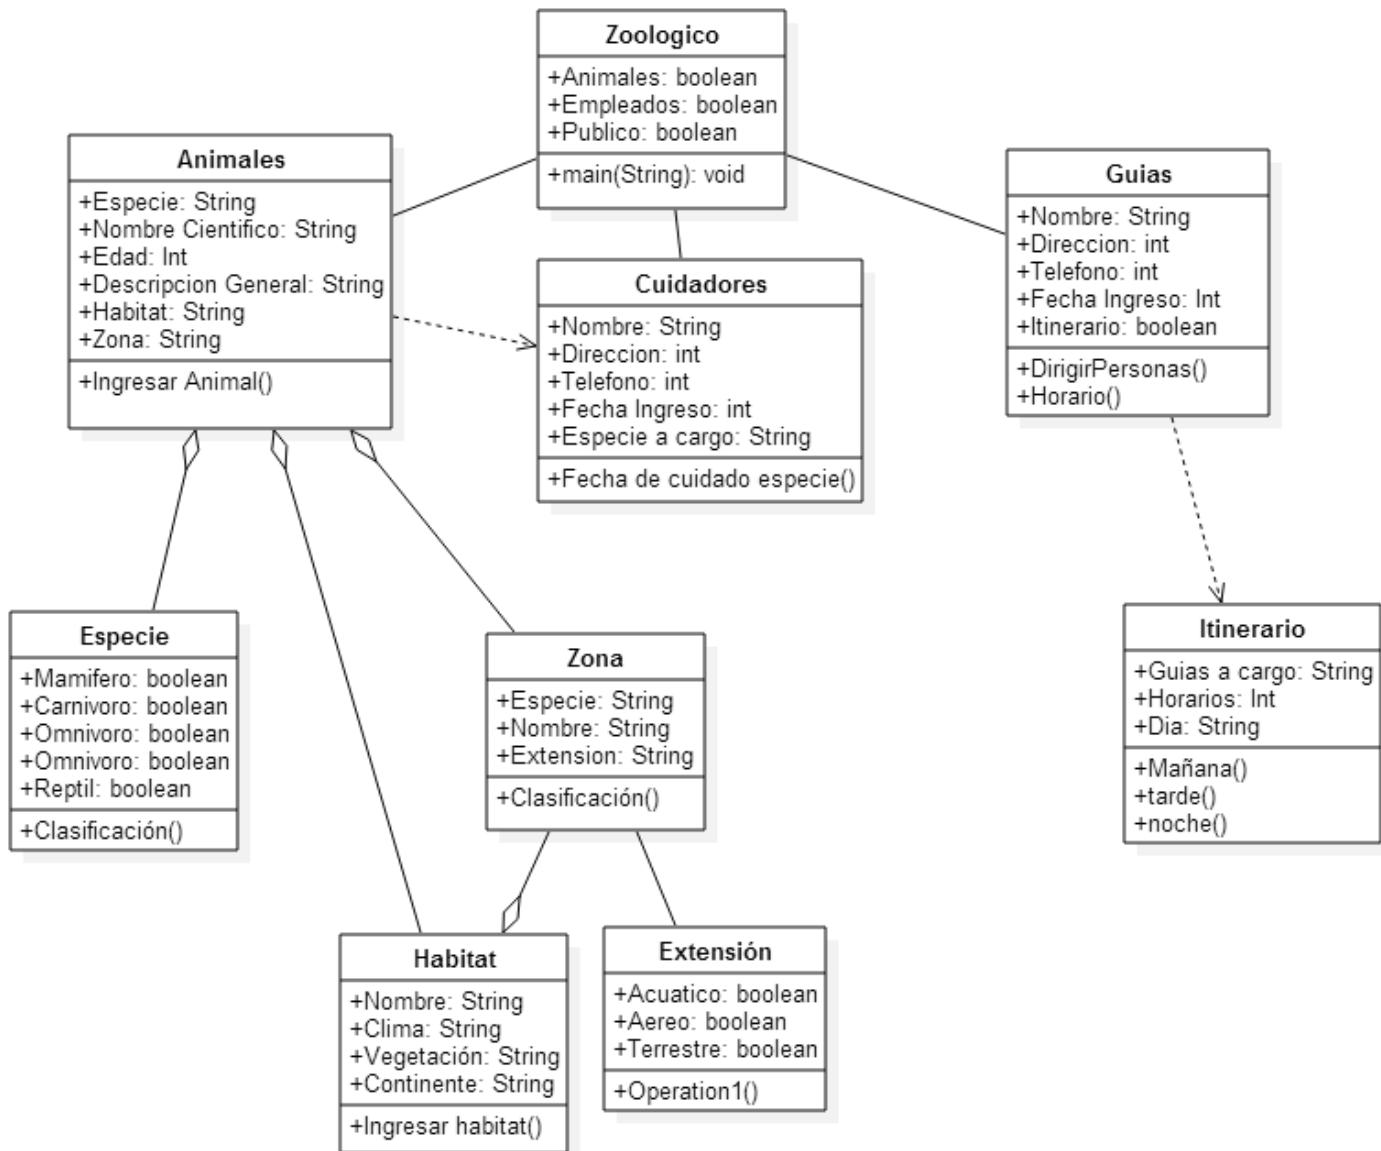 Zoologico
+Animales: boolean
+Empleados: boolean
+Publico: boolean
+main(String): void
Animales
+Especie: String
+Nombre Cientifico: String
+Edad: Int
+Descripcion General: String
+Habitat: String
+Zona: String
+Ingresar Animal()
Cuidadores
+Nombre: String
+Direccion: int
+Telefono: int
+Fecha Ingreso: int
+Especie a cargo: String
+Fecha de cuidado especie()
Guias
+Nombre: String
+Direccion: int
+Telefono: int
+Fecha Ingreso: Int
+Itinerario: boolean
+DirigirPersonas()
+Horario()
Especie
+Mamifero: boolean
+Carnivoro: boolean
+Omnivoro: boolean
+Omnivoro: boolean
+Reptil: boolean
+Clasificación()
Zona
+Especie: String
+Nombre: String
+Extension: String
+Clasificación()
Itinerario
+Guias a cargo: String
+Horarios: Int
+Dia: String
+Mañana()
+tarde()
+noche()
Habitat
+Nombre: String
+Clima: String
+Vegetación: String
+Continente: String
+Ingresar habitat()
Extensión
+Acuatico: boolean
+Aereo: boolean
+Terrestre: boolean
+Operation1()